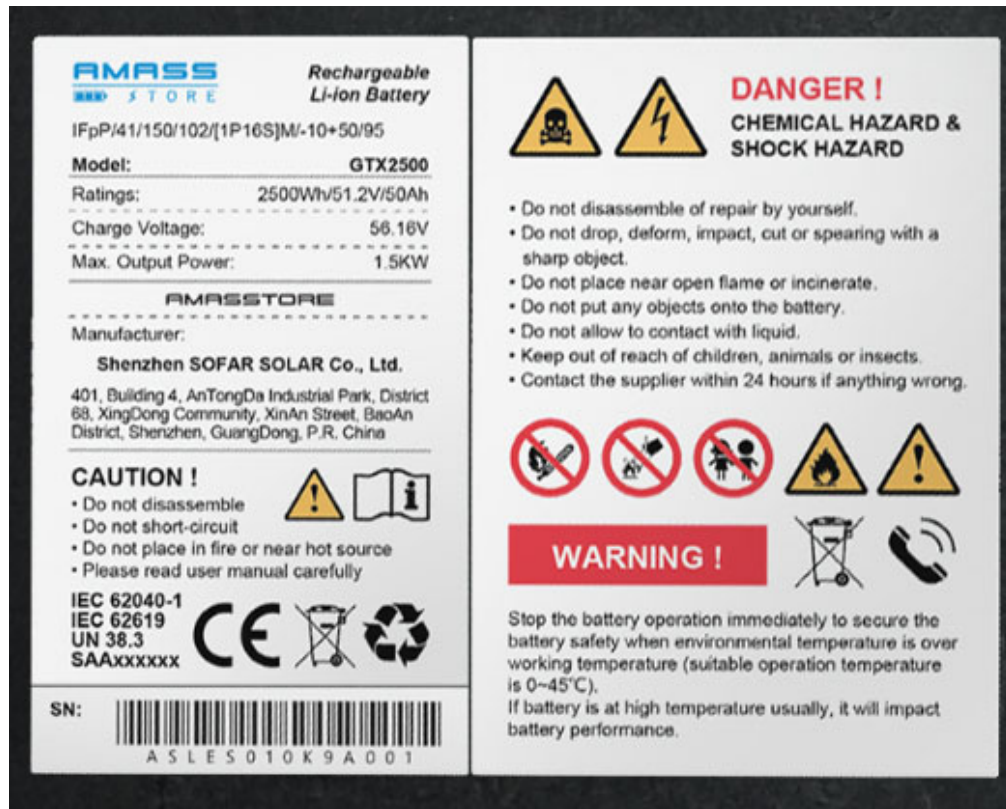 AMASS
STORE
Rechargeable
Li-ion Battery
IFpP/41/150/102/[1P16S]M/-10+50/95
Model: GTX2500
Ratings: 2500Wh/51.2V/50Ah
Charge Voltage: 56.16V
Max. Output Power: 1.5KW
AMASSTORE
Manufacturer:
Shenzhen SOFAR SOLAR Co., Ltd.
401, Building 4, AnTongDa Industrial Park, District
68, XingDong Community, XinAn Street, BaoAn
District, Shenzhen, GuangDong, P.R. China
CAUTION !
• Do not disassemble
• Do not short-circuit
• Do not place in fire or near hot source
• Please read user manual carefully
IEC 62040-1
IEC 62619
UN 38.3
SAAxxxxxx
CE
SN:
ASLES010K9A001
DANGER !
CHEMICAL HAZARD &
SHOCK HAZARD
• Do not disassemble of repair by yourself.
• Do not drop, deform, impact, cut or spearing with a
sharp object.
• Do not place near open flame or incinerate.
• Do not put any objects onto the battery.
• Do not allow to contact with liquid.
• Keep out of reach of children, animals or insects.
• Contact the supplier within 24 hours if anything wrong.
WARNING !
Stop the battery operation immediately to secure the
battery safety when environmental temperature is over
working temperature (suitable operation temperature
is 0~45℃).
If battery is at high temperature usually, it will impact
battery performance.